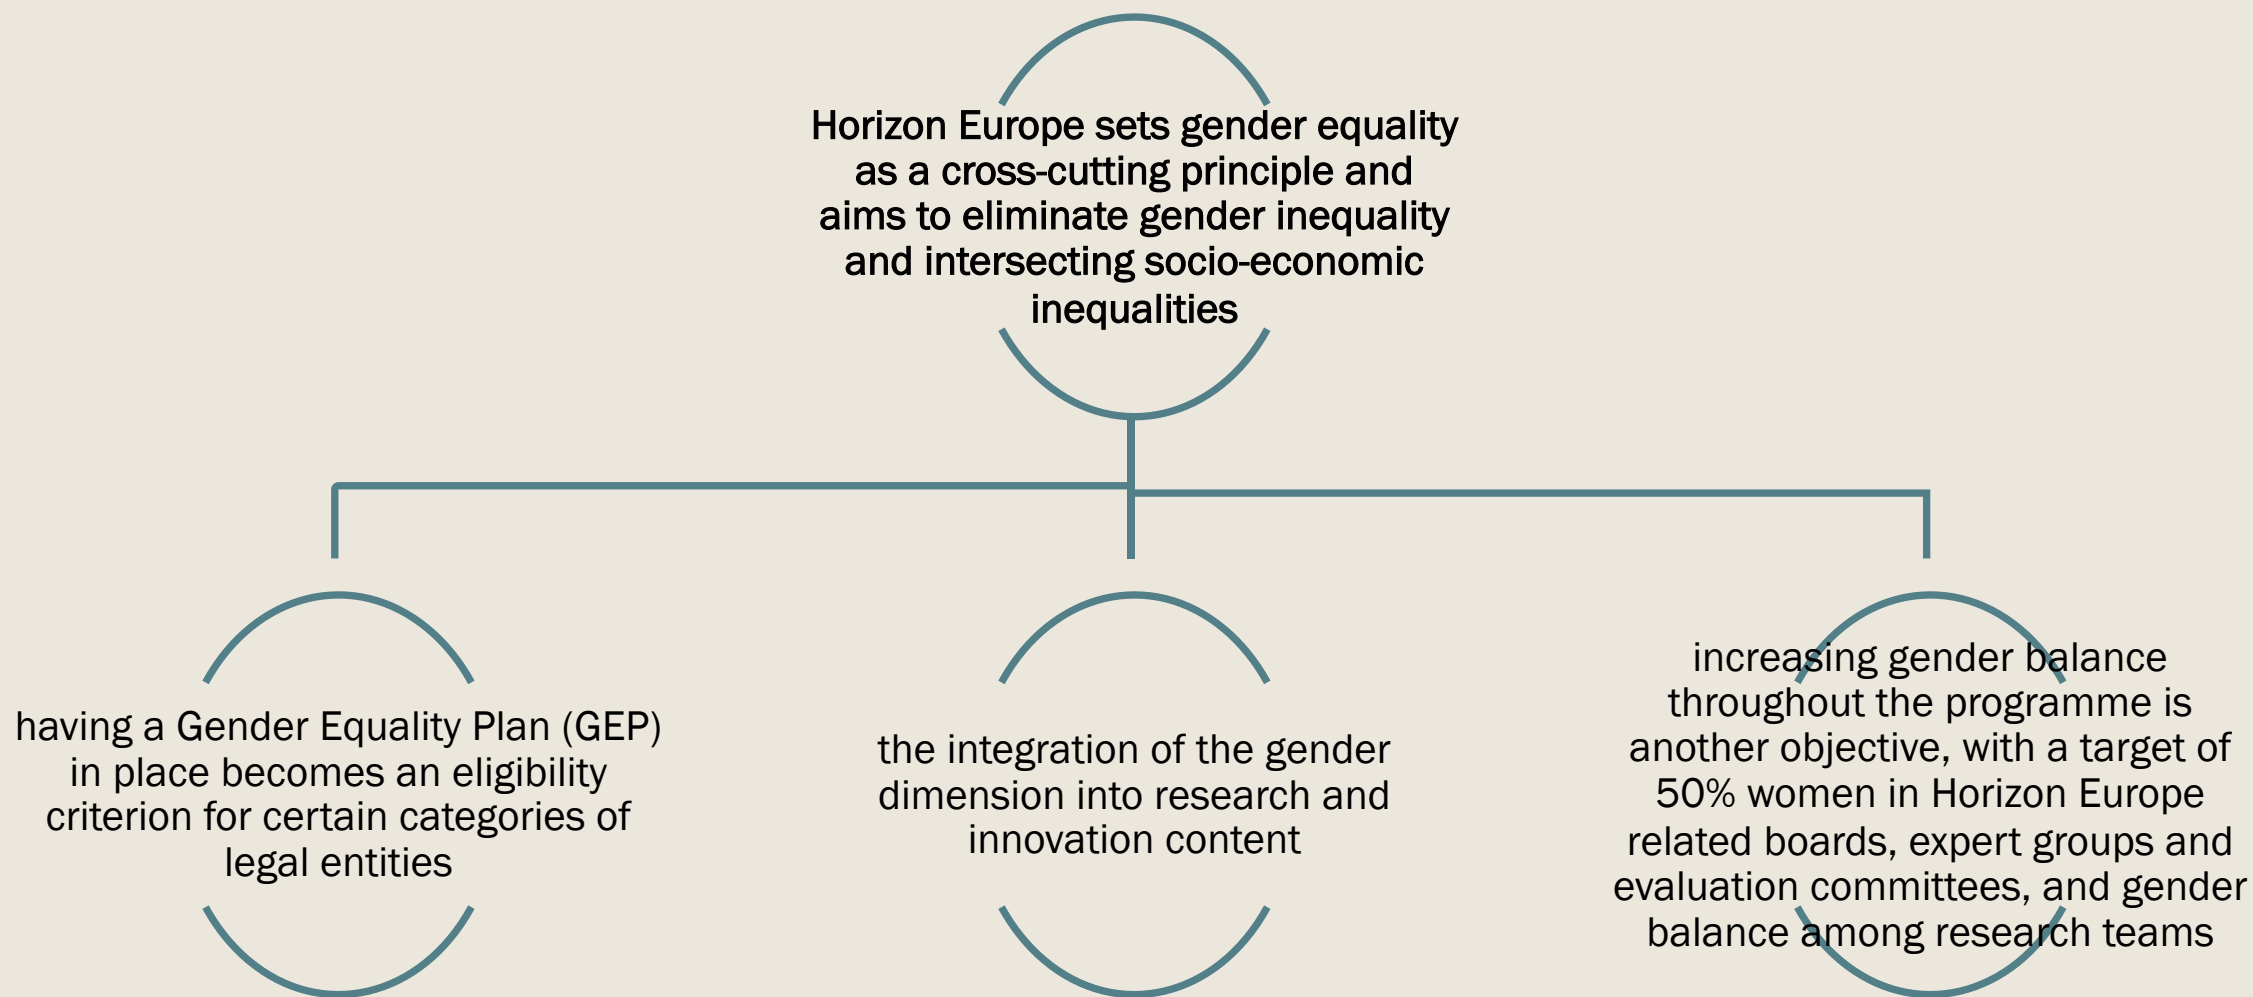 Horizon Europe sets gender equality
as a cross-cutting principle and
aims to eliminate gender inequality
and intersecting socio-economic
inequalities
having a Gender Equality Plan (GEP)
in place becomes an eligibility
criterion for certain categories of
legal entities
the integration of the gender
dimension into research and
innovation content
increasing gender balance
throughout the programme is
another objective, with a target of
50% women in Horizon Europe
related boards, expert groups and
evaluation committees, and gender
balance among research teams